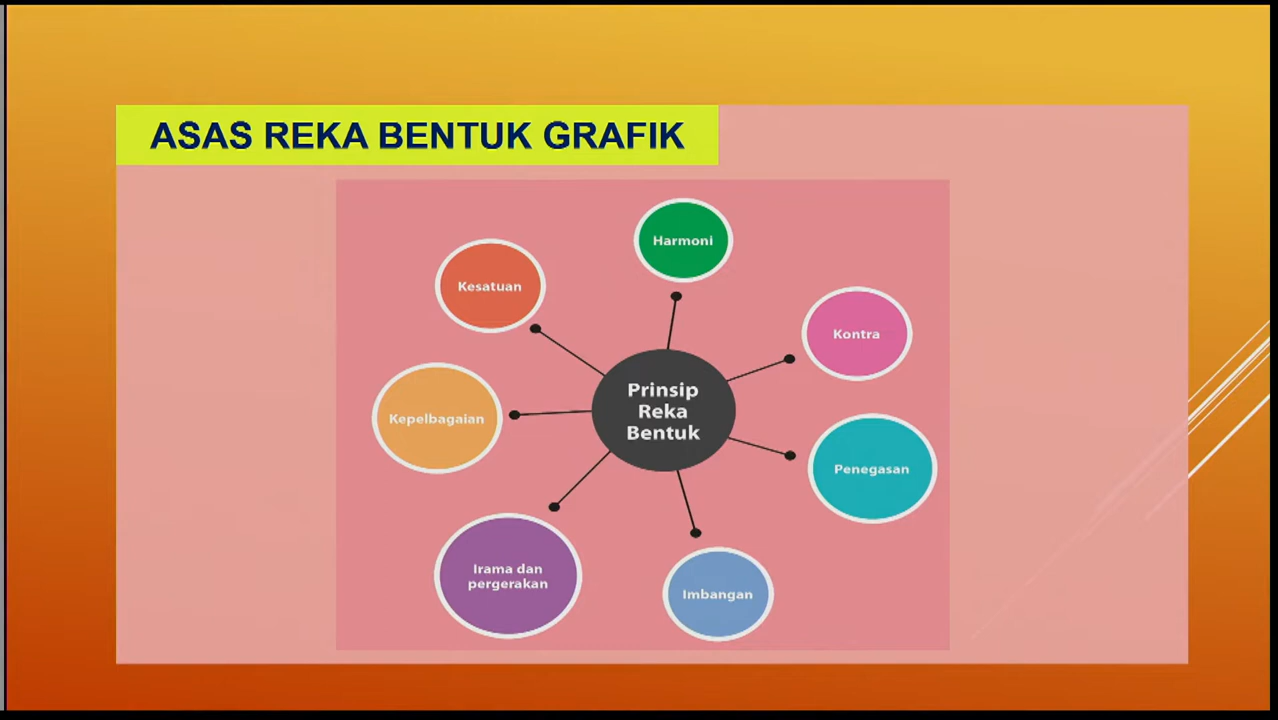 ASAS REKA BENTUK GRAFIK
Harmoni
Kesatuan
Kontra
Prinsip
Reka
Bentuk
Kepelbagaian
Penegasan
Irama dan
pergerakan
Imbangan